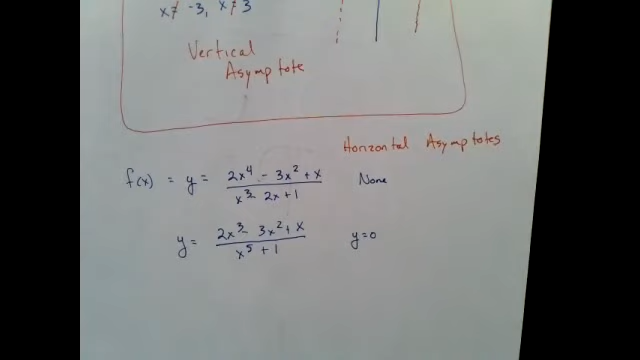 x ≠ -3, x ≠ 3
Vertical
Asymptote
Horizontal Asymptotes
f(x) = y = (2x⁴ - 3x² + x)/(x³ - 2x + 1) None
y = (2x³ - 3x² + x)/(x⁵ + 1) y=0